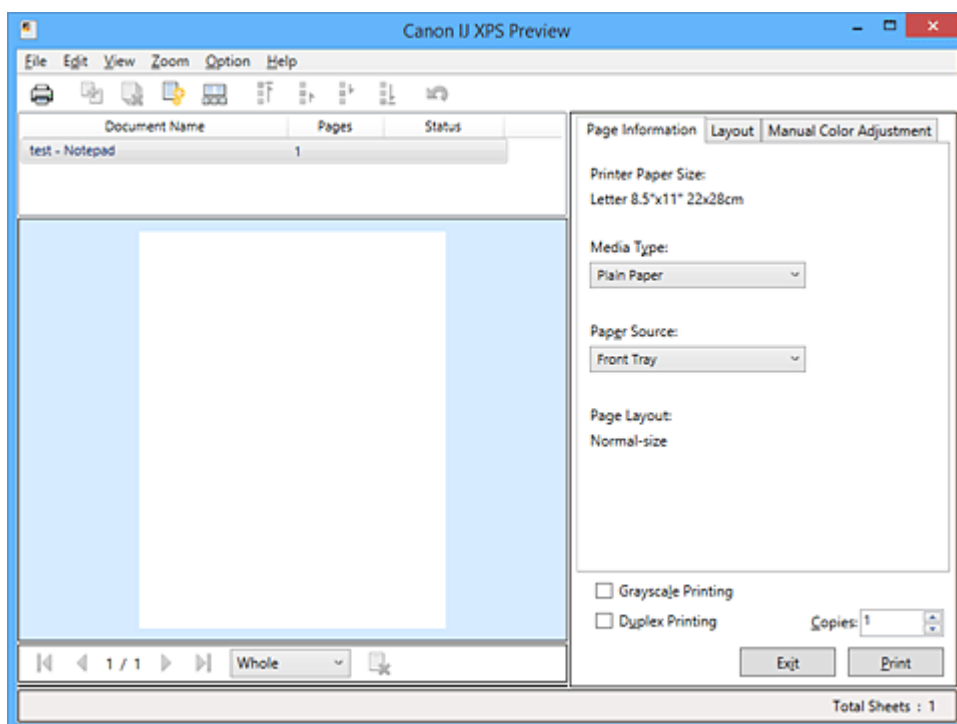 Canon IJ XPS Preview
File Edit View Zoom Option Help
Document Name Pages Status
test - Notepad 1
Page Information Layout Manual Color Adjustment
Printer Paper Size:
Letter 8.5"x11" 22x28cm
Media Type:
Plain Paper
Paper Source:
Front Tray
Page Layout:
Normal-size
Grayscale Printing
Duplex Printing Copies: 1
1 / 1 Whole Exit Print
Total Sheets : 1